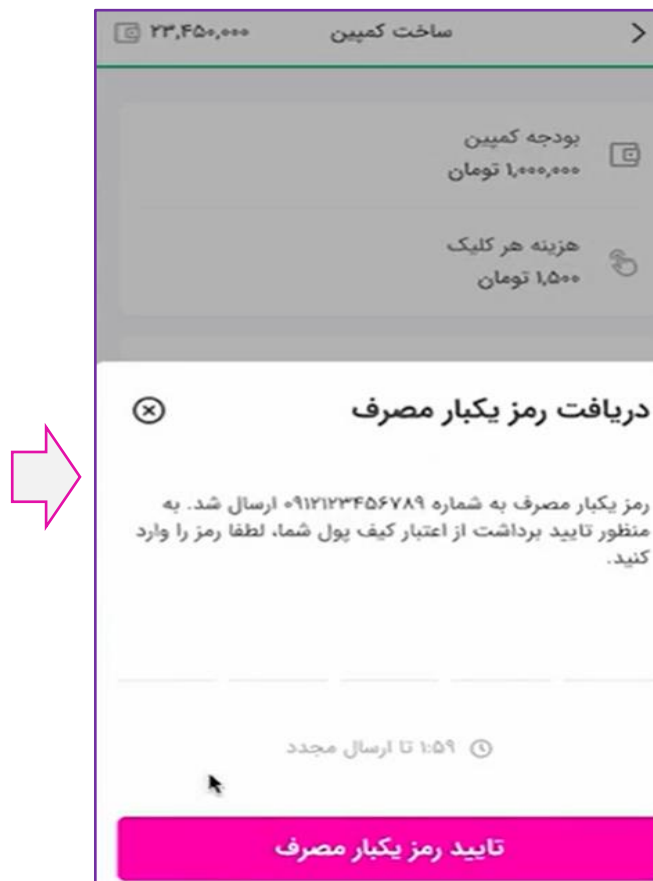 ساخت کمپین ۲۳,۴۵۰,۰۰۰
بودجه کمپین
۱,۰۰۰,۰۰۰ تومان
هزینه هر کلیک
۱,۵۰۰ تومان
دریافت رمز یکبار مصرف
رمز یکبار مصرف به شماره ۰۹۱۲۱۲۳۴۵۶۷۸۹ ارسال شد. به
منظور تایید برداشت از اعتبار کیف پول شما، لطفا رمز را وارد
کنید.
۱:۵۹ تا ارسال مجدد
تایید رمز یکبار مصرف